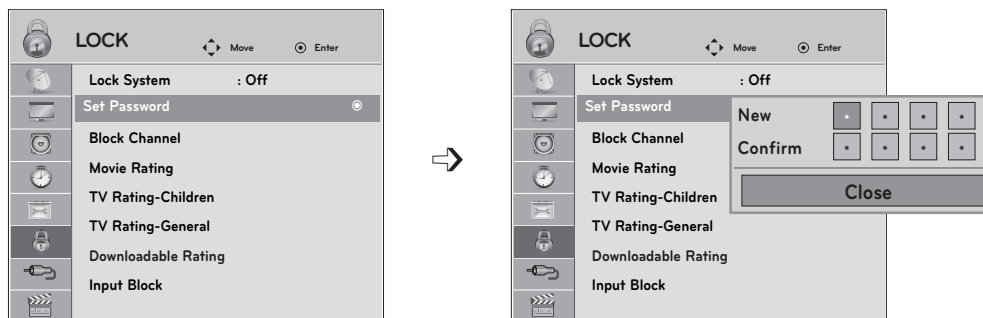 LOCK Move Enter
Lock System : Off
Set Password
Block Channel
Movie Rating
TV Rating-Children
TV Rating-General
Downloadable Rating
Input Block
LOCK Move Enter
Lock System : Off
Set Password
Block Channel
Movie Rating
TV Rating-Children
TV Rating-General
Downloadable Rating
Input Block
New * * * *
Confirm * * * *
Close